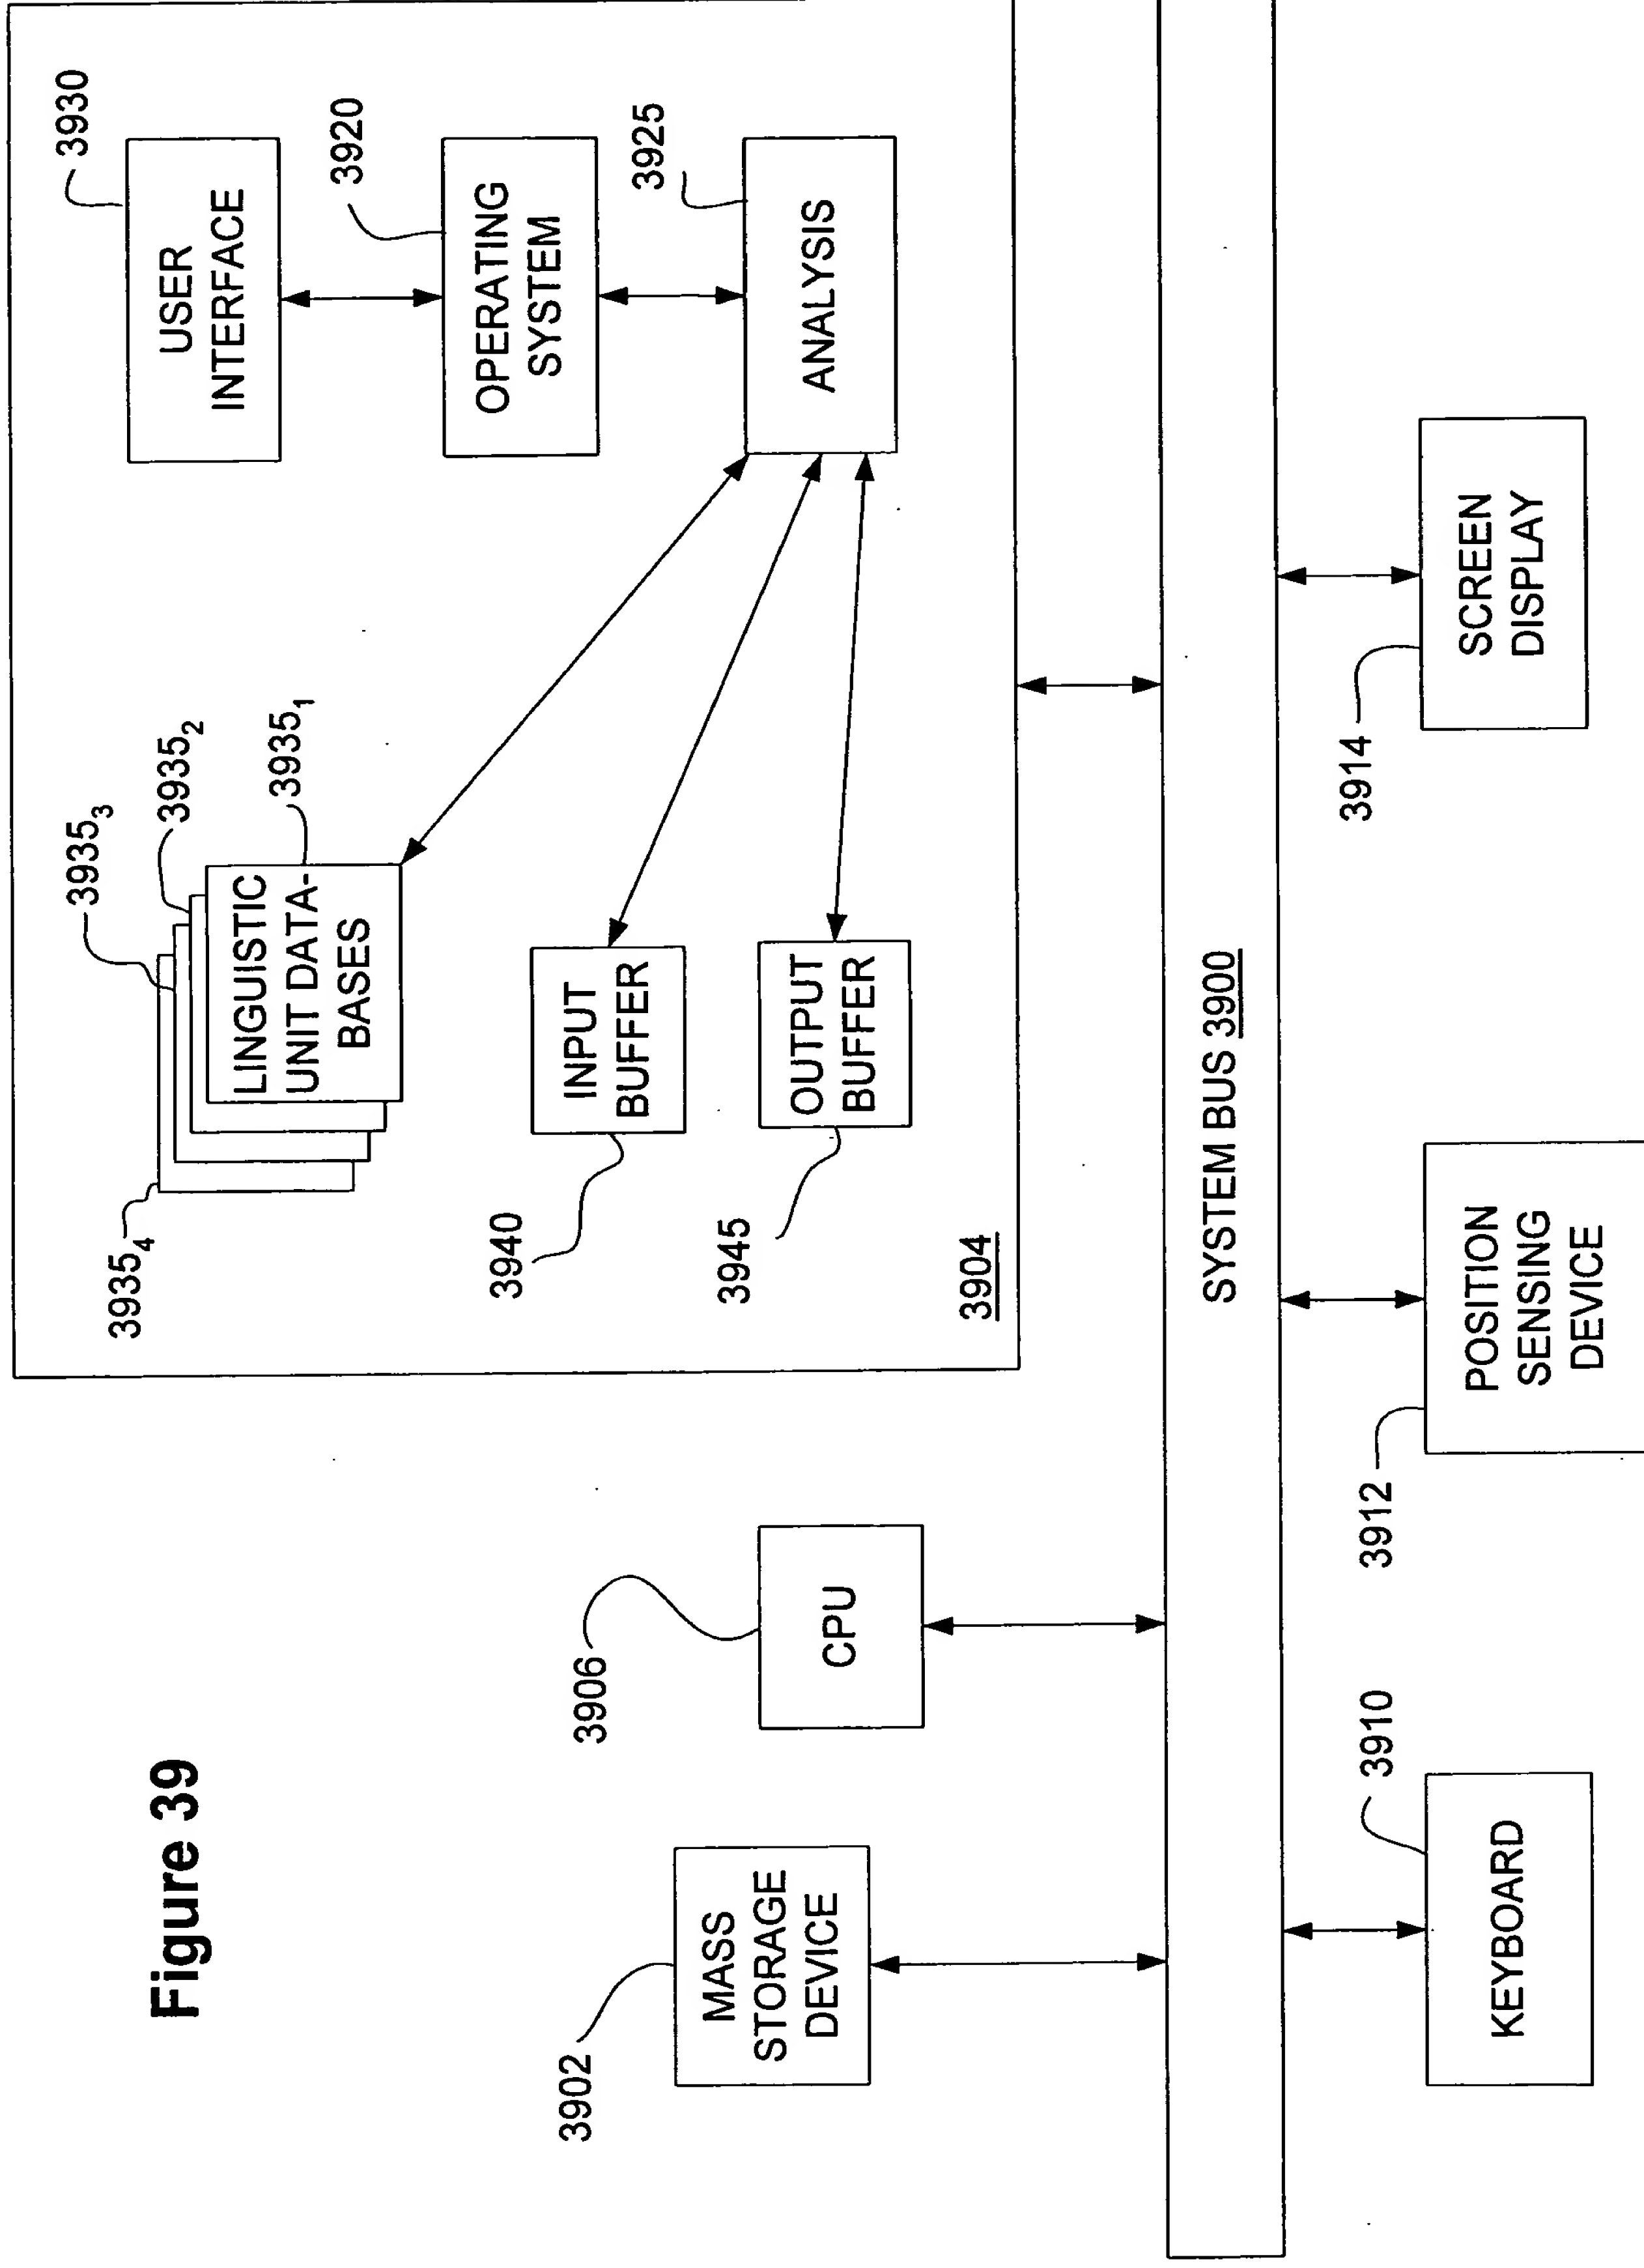 Figure 39
3930
USER
INTERFACE
3920
OPERATING
SYSTEM
3925
ANALYSIS
3935₄
3935₃
3935₂
3935₁
LINGUISTIC
UNIT DATA-
BASES
3940
INPUT
BUFFER
3945
OUTPUT
BUFFER
3904
3906
CPU
3902
MASS
STORAGE
DEVICE
SYSTEM BUS 3900
3910
KEYBOARD
3912
POSITION
SENSING
DEVICE
3914
SCREEN
DISPLAY